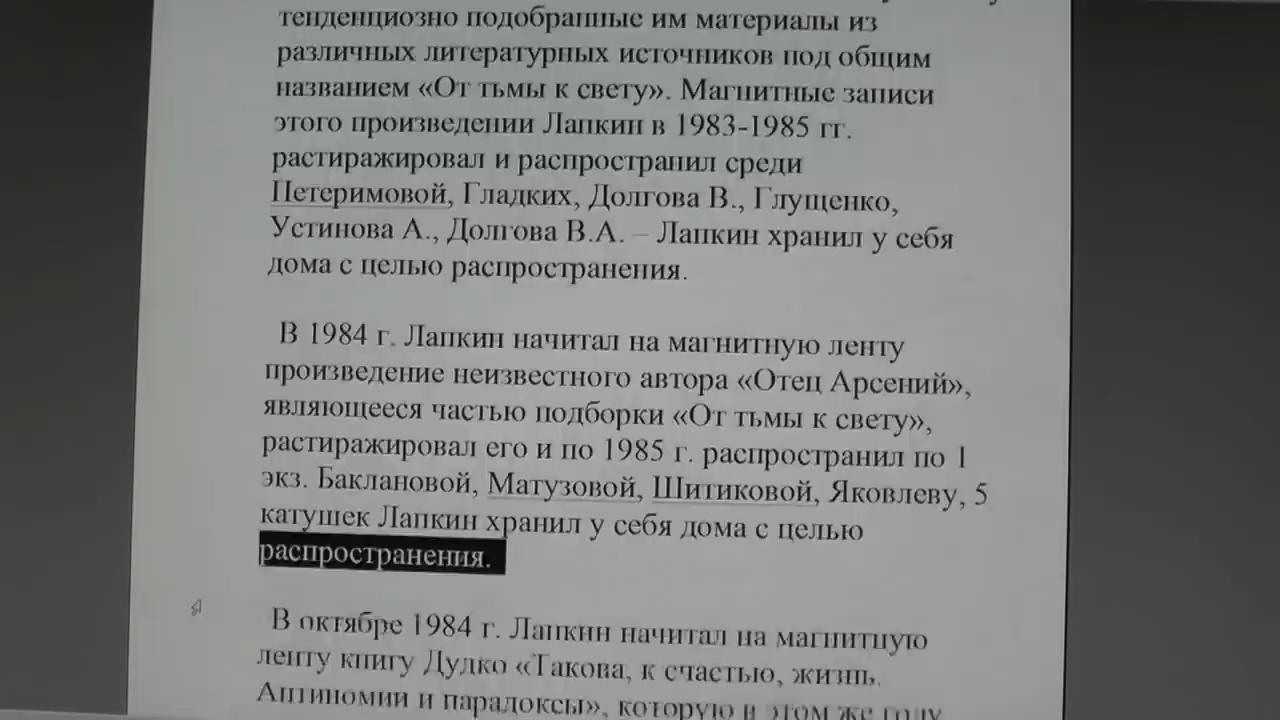 тенденциозно подобранные им материалы из
различных литературных источников под общим
названием «От тьмы к свету». Магнитные записи
этого произведении Лапкин в 1983-1985 гг.
растиражировал и распространил среди
Петеримовой, Гладких, Долгова В., Глущенко,
Устинова А., Долгова В.А. – Лапкин хранил у себя
дома с целью распространения.
В 1984 г. Лапкин начитал на магнитную ленту
произведение неизвестного автора «Отец Арсений»,
являющееся частью подборки «От тьмы к свету»,
растиражировал его и по 1985 г. распространил по 1
экз. Баклановой, Матузовой, Шитиковой, Яковлеву, 5
катушек Лапкин хранил у себя дома с целью
распространения.
В октябре 1984 г. Лапкин начитал на магнитную
ленту книгу Дудко «Такова, к счастью, жизнь.
Антиномии и парадоксы», которую в этом же году